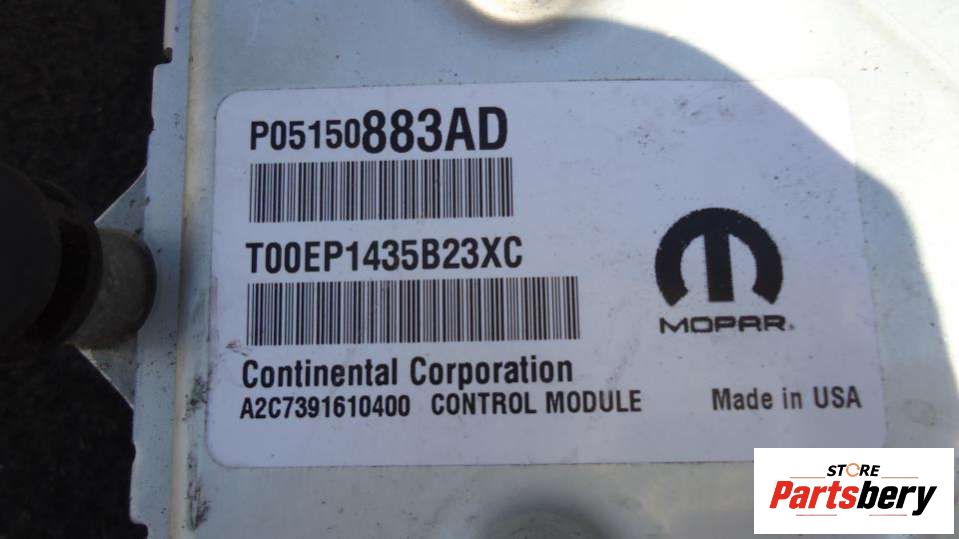 P05150883AD
T00EP1435B23XC
MOPAR®
Continental Corporation
A2C7391610400 CONTROL MODULE Made in USA
STORE
Partsbery